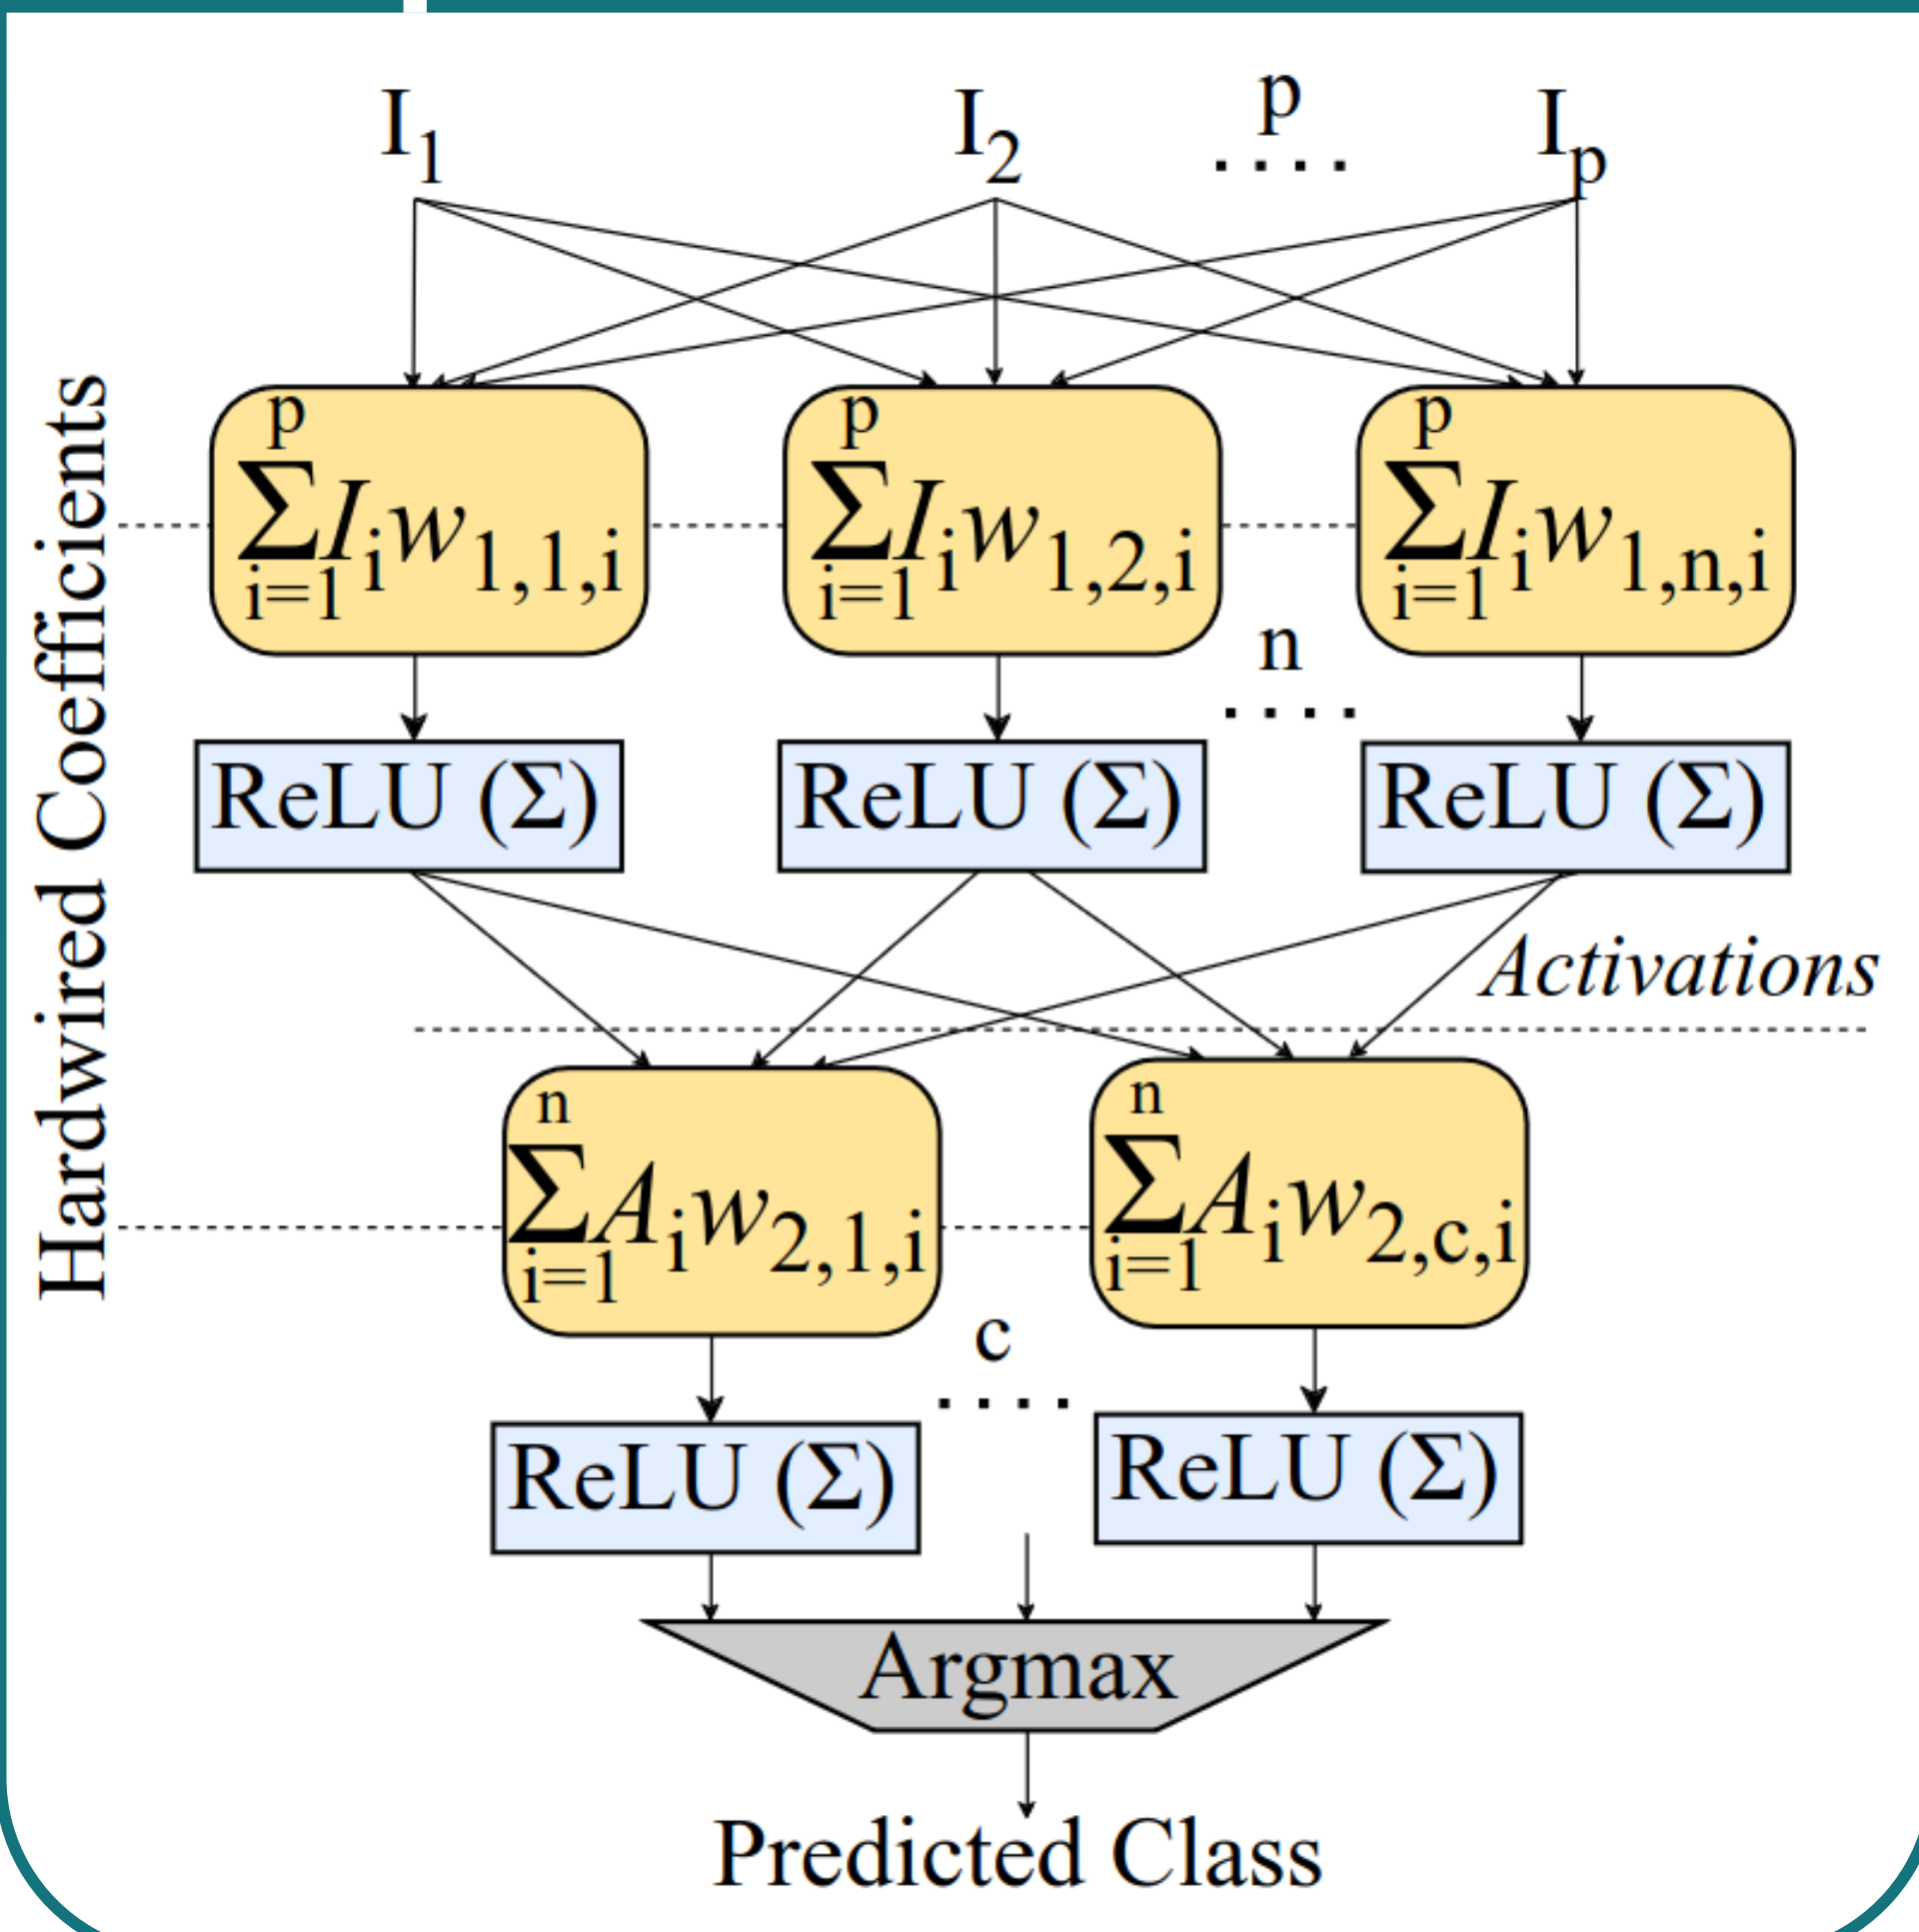 Hardwired Coefficients
I1 I2 p .... Ip
p ∑ i=1 Iiw1,1,i
p ∑ i=1 Iiw1,2,i
p ∑ i=1 Iiw1,n,i
n ....
ReLU (Σ) ReLU (Σ) ReLU (Σ)
Activations
n ∑ i=1 Aiw2,1,i
n ∑ i=1 Aiw2,c,i
c ....
ReLU (Σ) ReLU (Σ)
Argmax
Predicted Class